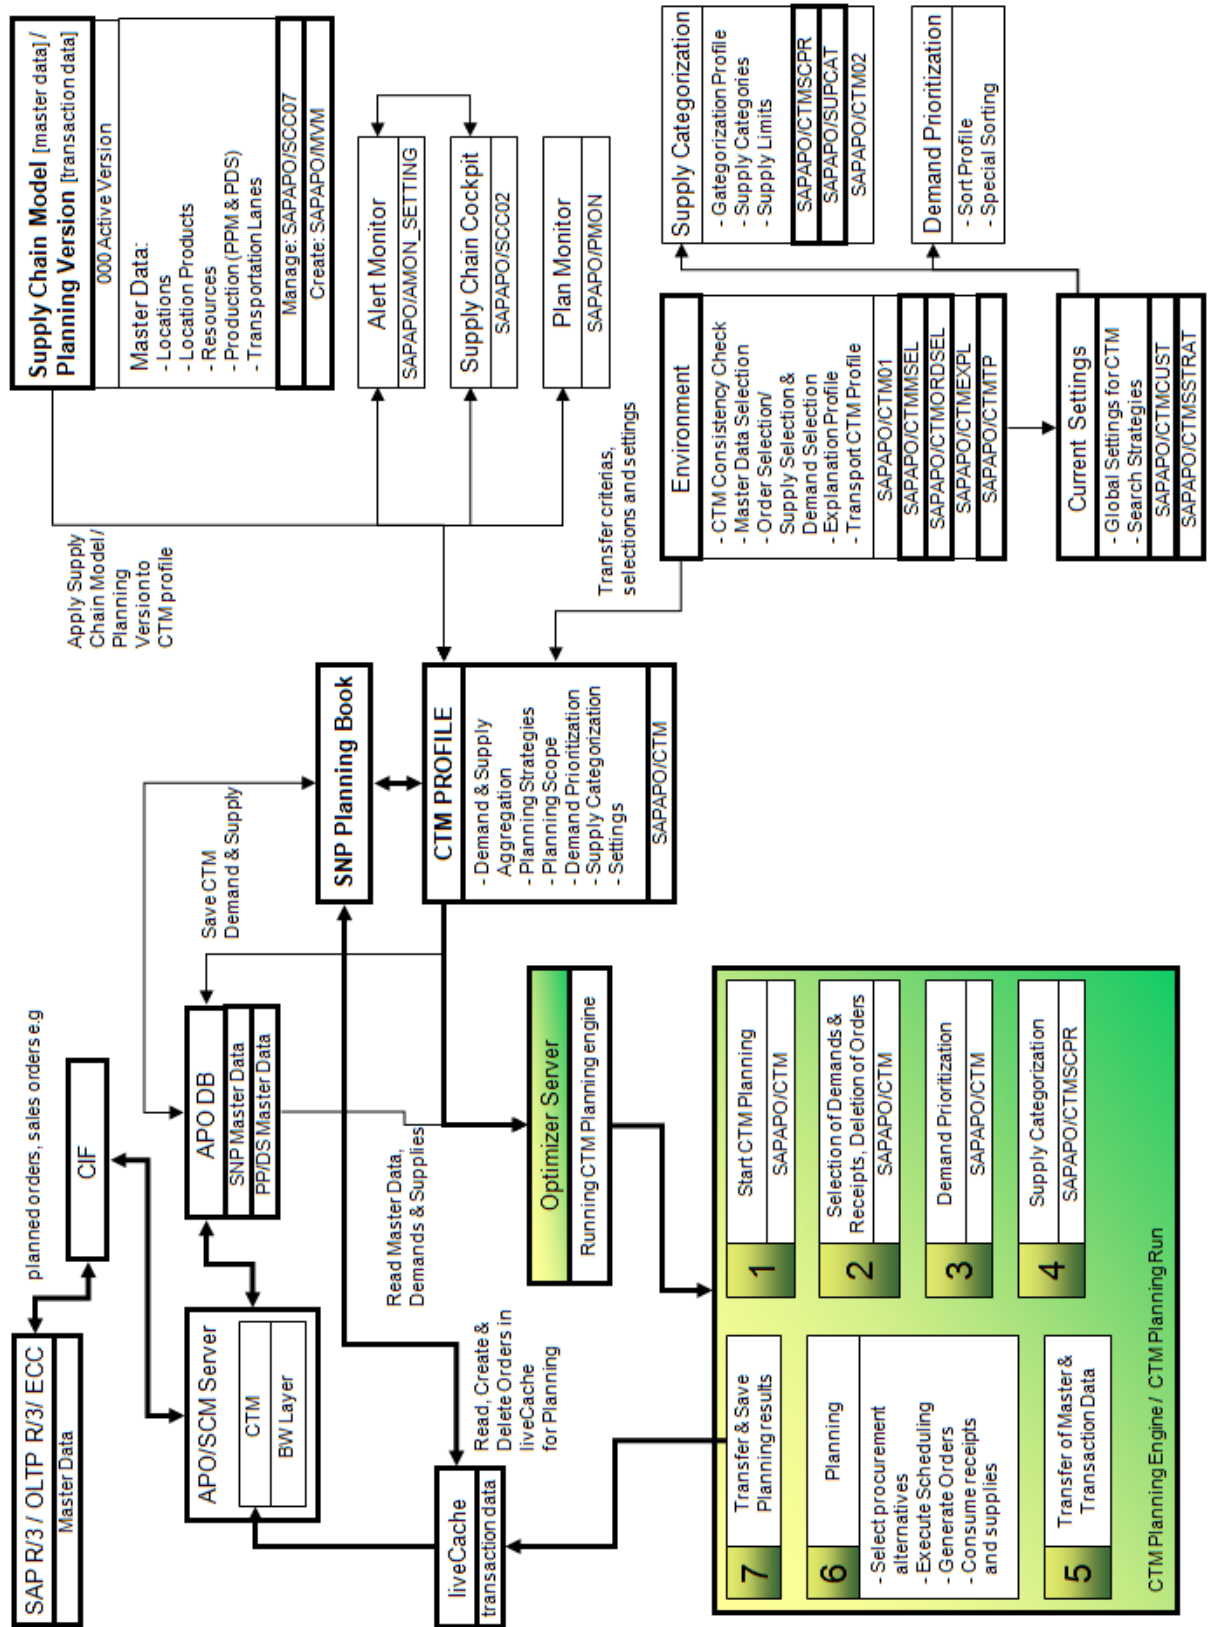 SAP R/3 / OLTP R/3/ ECC
Master Data
planned orders, sales orders e.g
CIF
APO/SCM Server
CTM
BW Layer
APO DB
SNP Master Data
PP/DS Master Data
Save CTM
Demand & Supply
SNP Planning Book
Apply Supply
Chain Model /
Planning
Version to
CTM profile
Supply Chain Model [master data] /
Planning Version [transaction data]
000 Active Version
Master Data:
- Locations
- Location Products
- Resources
- Production (PPM & PDS)
- Transportation Lanes
Manage: SAPAPO/SCC07
Create: SAPAPO/MVM
Alert Monitor
SAPAPO/AMON_SETTING
Supply Chain Cockpit
SAPAPO/SCC02
Plan Monitor
SAPAPO/PMON
liveCache
transaction data
Read, Create &
Delete Orders in
liveCache
for Planning
Read Master Data,
Demands & Supplies
CTM PROFILE
- Demand & Supply
Aggregation
- Planning Strategies
- Planning Scope
- Demand Prioritization
- Supply Categorization
- Settings
SAPAPO/CTM
Transfer criterias,
selections and settings
Optimizer Server
Running CTM Planning engine
Environment
- CTM Consistency Check
- Master Data Selection
- Order Selection/
Supply Selection &
Demand Selection
- Explanation Profile
- Transport CTM Profile
SAPAPO/CTM01
SAPAPO/CTMMSEL
SAPAPO/CTMORDSEL
SAPAPO/CTMEXPL
SAPAPO/CTMTP
Supply Categorization
- Gategorization Profile
- Supply Categories
- Supply Limits
SAPAPO/CTMSCPR
SAPAPO/SUPCAT
SAPAPO/CTM02
Demand Prioritization
- Sort Profile
- Special Sorting
Current Settings
- Global Settings for CTM
- Search Strategies
SAPAPO/CTMCUST
SAPAPO/CTMSSTRAT
1
Start CTM Planning
SAPAPO/CTM
2
Selection of Demands &
Receipts, Deletion of Orders
SAPAPO/CTM
3
Demand Prioritization
SAPAPO/CTM
4
Supply Categorization
SAPAPO/CTMSCPR
5
Transfer of Master &
Transaction Data
6
Planning
- Select procurement
alternatives
- Execute Scheduling
- Generate Orders
- Consume receipts
and supplies
7
Transfer & Save
Planning results
CTM Planning Engine / CTM Planning Run